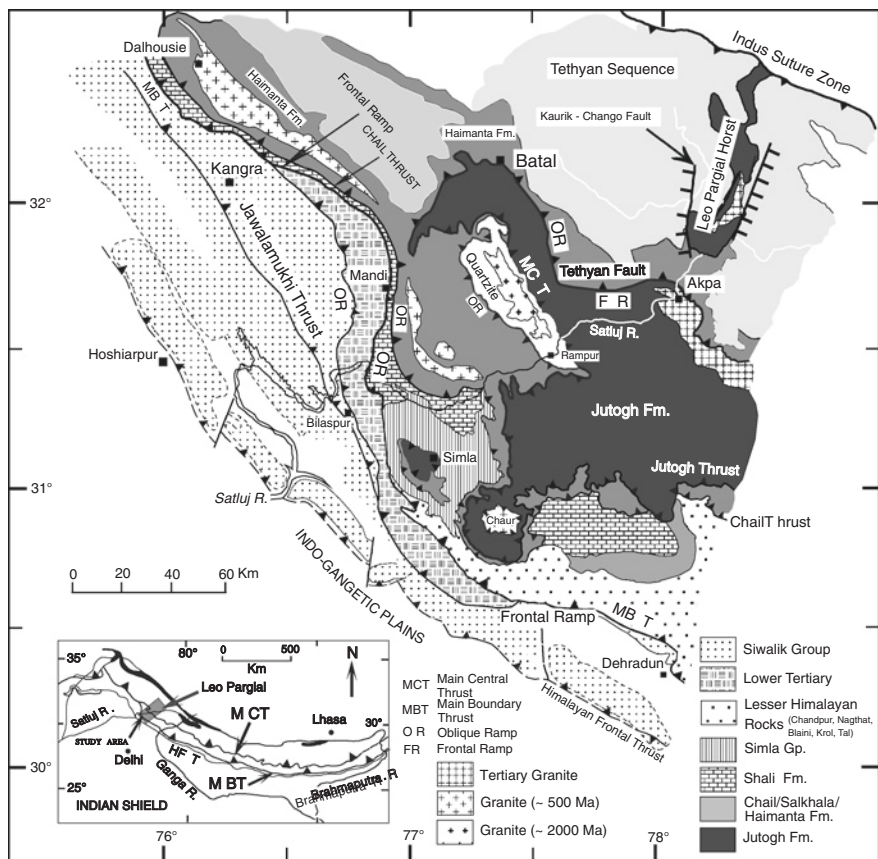 Dalhousie
Haimanta Fm.
MB T
Frontal Ramp
CHAIL THRUST
Kangra
Jawalamukhi Thrust
OR
Mandi
OR
OR
Hoshiarpur
Bilaspur
Satluj R.
Indus Suture Zone
Tethyan Sequence
Kaurik - Chango Fault
Leo Pargial Horst
Haimanta Fm.
Batal
OR
MC T
Tethyan Fault
Quartzite
OR
F R
Akpa
Satluj R.
Rampur
Jutogh Fm.
Simla
Jutogh Thrust
Chaur
ChailT hrust
32°
31°
30°
76°
77°
78°
0 20 40 60 Km
INDO-GANGETIC PLAINS
Frontal Ramp
MB T
Dehradun
Himalayan Frontal Thrust
35°
80°
0 500
Km
N
Leo Pargial
Satluj R.
M CT
Lhasa
30°
STUDY AREA
Delhi
HF T
Ganga R.
M BT
25°
INDIAN SHIELD
Brahmaputra . R
Brahmaputra R
MCT Main Central
Thrust
MBT Main Boundary
Thrust
O R Oblique Ramp
FR Frontal Ramp
Tertiary Granite
Granite (~ 500 Ma)
Granite (~ 2000 Ma)
Siwalik Group
Lower Tertiary
Lesser Himalayan
Rocks (Chandpur, Nagthat,
Blaini, Krol, Tal)
Simla Gp.
Shali Fm.
Chail/Salkhala/
Haimanta Fm.
Jutogh Fm.